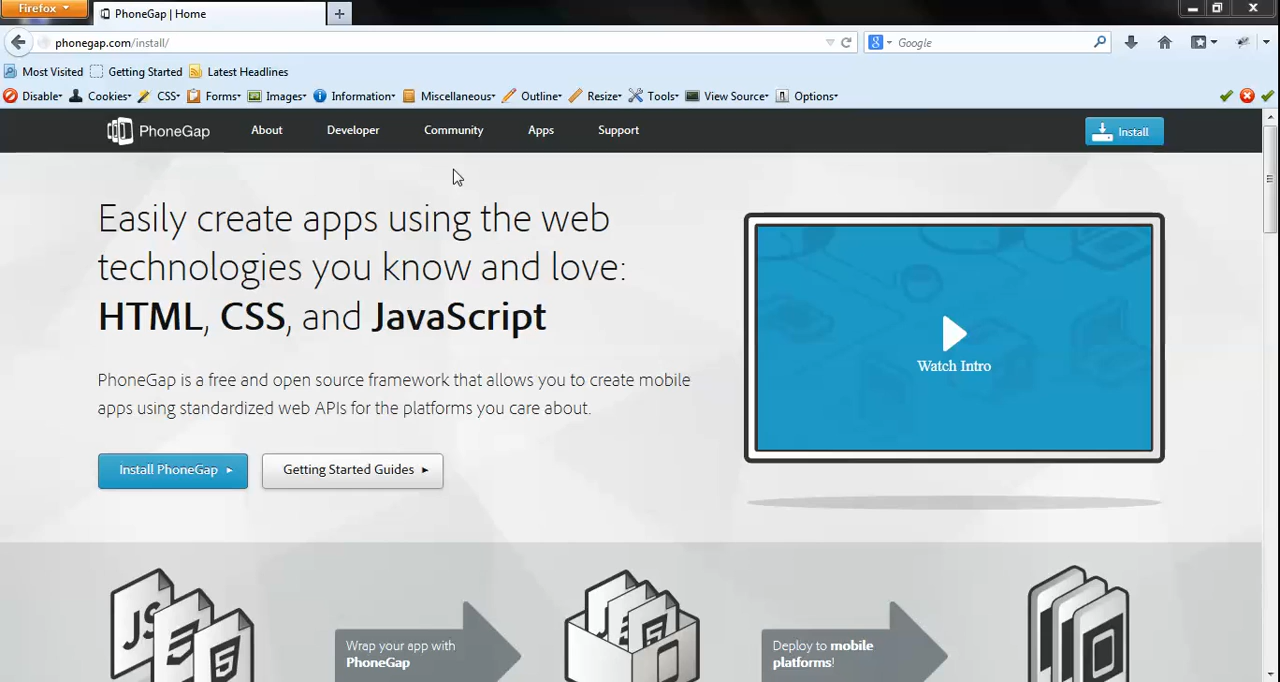 Firefox
PhoneGap | Home
phonegap.com/install/
Google
Most Visited Getting Started Latest Headlines
Disable Cookies CSS Forms Images Information Miscellaneous Outline Resize Tools View Source Options
PhoneGap About Developer Community Apps Support Install
Easily create apps using the web
technologies you know and love:
HTML, CSS, and JavaScript
PhoneGap is a free and open source framework that allows you to create mobile
apps using standardized web APIs for the platforms you care about.
Install PhoneGap Getting Started Guides
Watch Intro
JS
Wrap your app with
PhoneGap
Deploy to mobile
platforms!